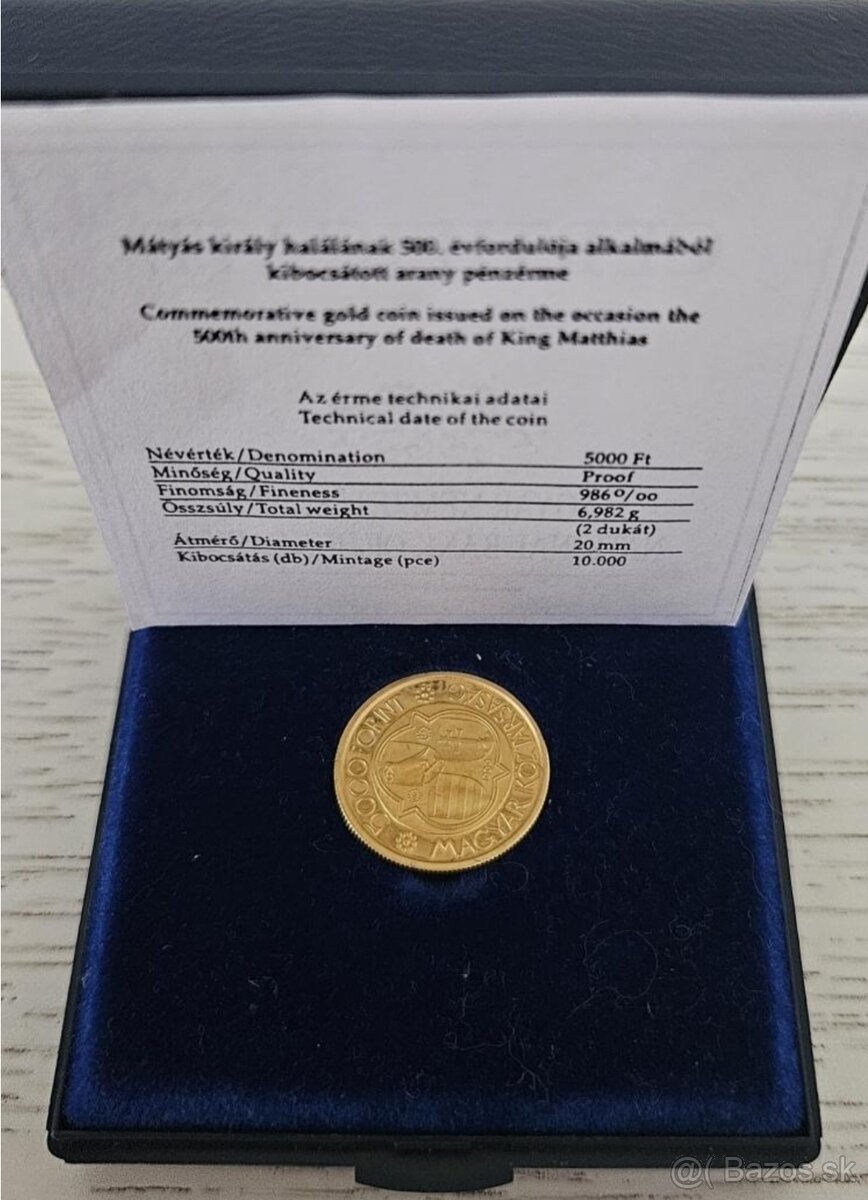 Mátyás király halálának 500. évfordulója alkalmából
kibocsátott arany pénzérme
Commemorative gold coin issued on the occasion the
500th anniversary of death of King Matthias
Az érme technikai adatai
Technical date of the coin
Névérték/Denomination 5000 Ft
Minőség/Quality Proof
Finomság/Fineness 986 o/oo
Összsúly/Total weight 6,982 g
(2 dukát)
Átmérő/Diameter 20 mm
Kibocsátás (db)/Mintage (pce) 10.000
5000 FORINT
MAGYAR KÖZTÁRSASÁG
@( Bazos.sk